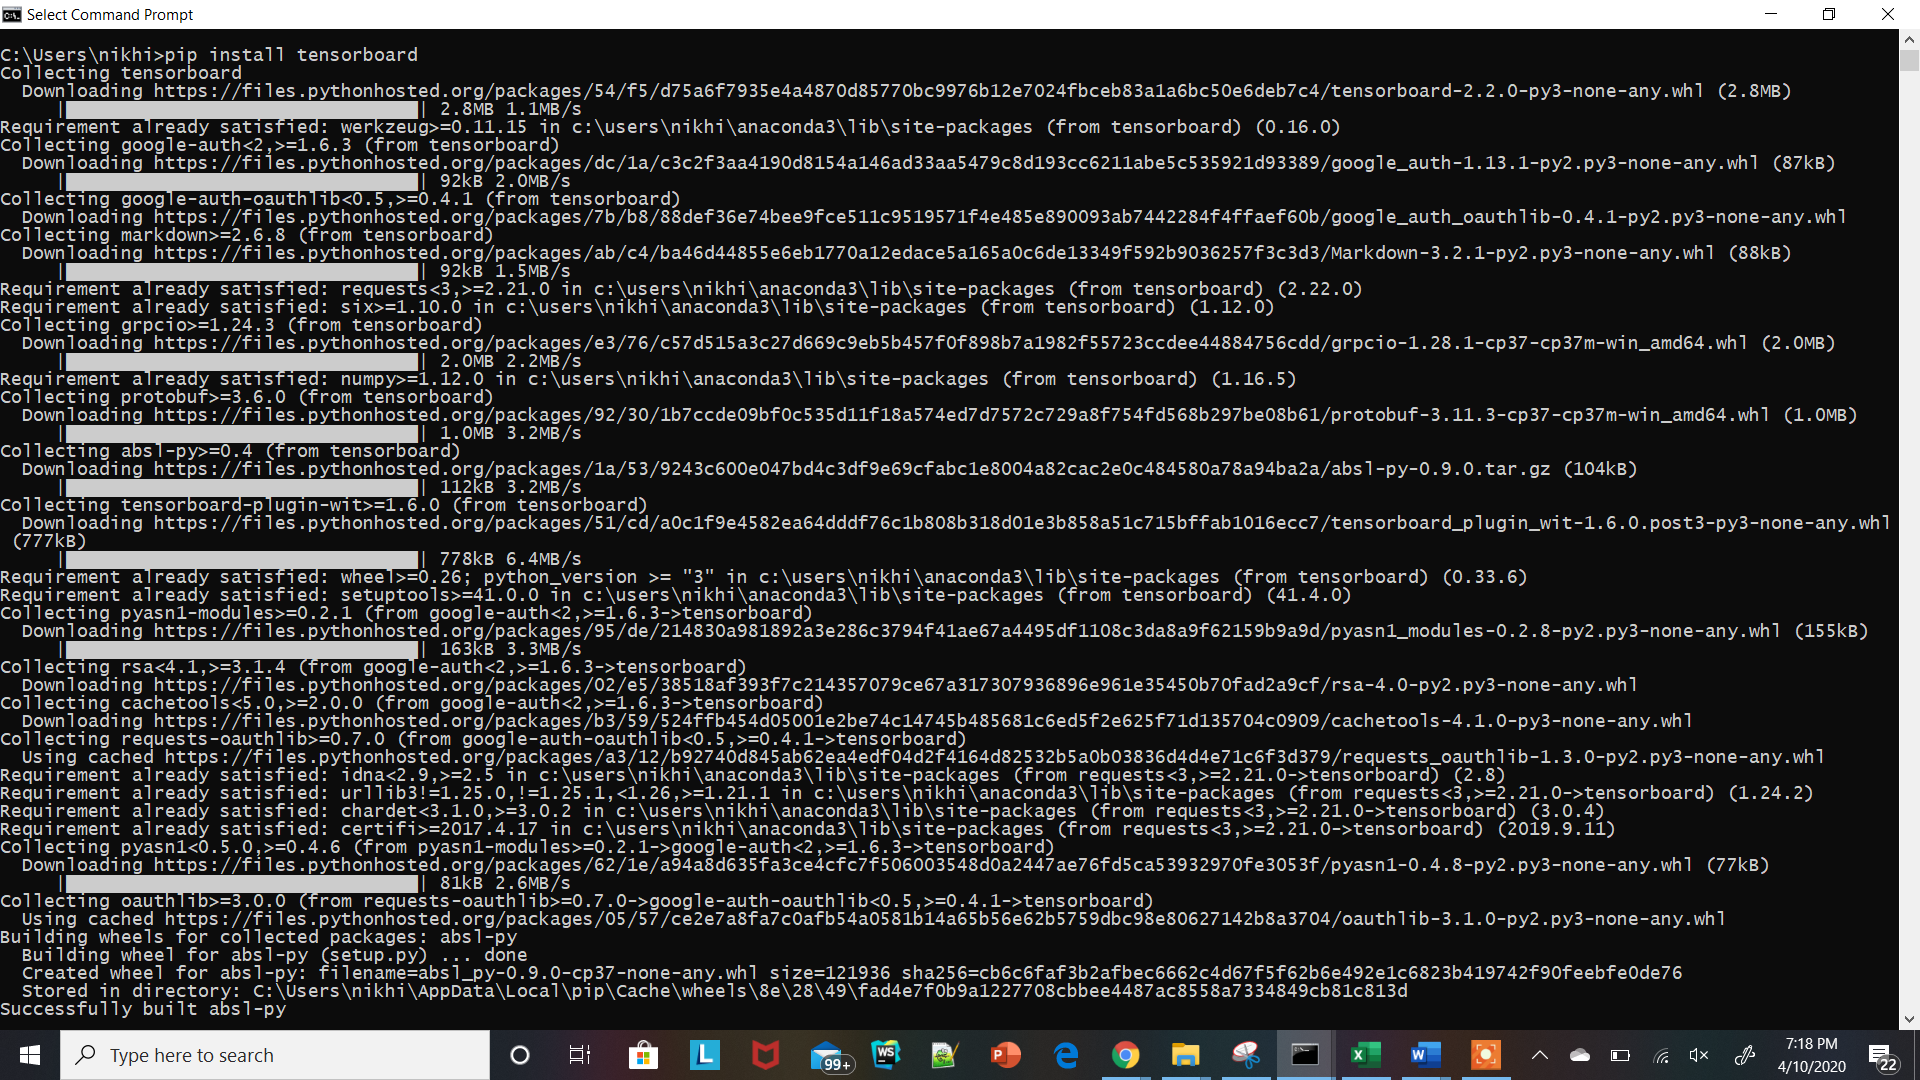 Select Command Prompt
C:\Users\nikhi>pip install tensorboard
Collecting tensorboard
Downloading https://files.pythonhosted.org/packages/54/f5/d75a6f7935e4a4870d85770bc9976b12e7024fbceb83a1a6bc50e6deb7c4/tensorboard-2.2.0-py3-none-any.whl (2.8MB)
|████████████████████████████████| 2.8MB 1.1MB/s
Requirement already satisfied: werkzeug>=0.11.15 in c:\users\nikhi\anaconda3\lib\site-packages (from tensorboard) (0.16.0)
Collecting google-auth<2,>=1.6.3 (from tensorboard)
Downloading https://files.pythonhosted.org/packages/dc/1a/c3c2f3aa4190d8154a146ad33aa5479c8d193cc6211abe5c535921d93389/google_auth-1.13.1-py2.py3-none-any.whl (87kB)
|████████████████████████████████| 92kB 2.0MB/s
Collecting google-auth-oauthlib<0.5,>=0.4.1 (from tensorboard)
Downloading https://files.pythonhosted.org/packages/7b/b8/88def36e74bee9fce511c9519571f4e485e890093ab7442284f4ffaef60b/google_auth_oauthlib-0.4.1-py2.py3-none-any.whl
Collecting markdown>=2.6.8 (from tensorboard)
Downloading https://files.pythonhosted.org/packages/ab/c4/ba46d44855e6eb1770a12edace5a165a0c6de13349f592b9036257f3c3d3/Markdown-3.2.1-py2.py3-none-any.whl (88kB)
|████████████████████████████████| 92kB 1.5MB/s
Requirement already satisfied: requests<3,>=2.21.0 in c:\users\nikhi\anaconda3\lib\site-packages (from tensorboard) (2.22.0)
Requirement already satisfied: six>=1.10.0 in c:\users\nikhi\anaconda3\lib\site-packages (from tensorboard) (1.12.0)
Collecting grpcio>=1.24.3 (from tensorboard)
Downloading https://files.pythonhosted.org/packages/e3/76/c57d515a3c27d669c9eb5b457f0f898b7a1982f55723ccdee44884756cdd/grpcio-1.28.1-cp37-cp37m-win_amd64.whl (2.0MB)
|████████████████████████████████| 2.0MB 2.2MB/s
Requirement already satisfied: numpy>=1.12.0 in c:\users\nikhi\anaconda3\lib\site-packages (from tensorboard) (1.16.5)
Collecting protobuf>=3.6.0 (from tensorboard)
Downloading https://files.pythonhosted.org/packages/92/30/1b7ccde09bf0c535d11f18a574ed7d7572c729a8f754fd568b297be08b61/protobuf-3.11.3-cp37-cp37m-win_amd64.whl (1.0MB)
|████████████████████████████████| 1.0MB 3.2MB/s
Collecting absl-py>=0.4 (from tensorboard)
Downloading https://files.pythonhosted.org/packages/1a/53/9243c600e047bd4c3df9e69cfabc1e8004a82cac2e0c484580a78a94ba2a/absl-py-0.9.0.tar.gz (104kB)
|████████████████████████████████| 112kB 3.2MB/s
Collecting tensorboard-plugin-wit>=1.6.0 (from tensorboard)
Downloading https://files.pythonhosted.org/packages/51/cd/a0c1f9e4582ea64dddf76c1b808b318d01e3b858a51c715bffab1016ecc7/tensorboard_plugin_wit-1.6.0.post3-py3-none-any.whl
(777kB)
|████████████████████████████████| 778kB 6.4MB/s
Requirement already satisfied: wheel>=0.26; python_version >= "3" in c:\users\nikhi\anaconda3\lib\site-packages (from tensorboard) (0.33.6)
Requirement already satisfied: setuptools>=41.0.0 in c:\users\nikhi\anaconda3\lib\site-packages (from tensorboard) (41.4.0)
Collecting pyasn1-modules>=0.2.1 (from google-auth<2,>=1.6.3->tensorboard)
Downloading https://files.pythonhosted.org/packages/95/de/214830a981892a3e286c3794f41ae67a4495df1108c3da8a9f62159b9a9d/pyasn1_modules-0.2.8-py2.py3-none-any.whl (155kB)
|████████████████████████████████| 163kB 3.3MB/s
Collecting rsa<4.1,>=3.1.4 (from google-auth<2,>=1.6.3->tensorboard)
Downloading https://files.pythonhosted.org/packages/02/e5/38518af393f7c214357079ce67a317307936896e961e35450b70fad2a9cf/rsa-4.0-py2.py3-none-any.whl
Collecting cachetools<5.0,>=2.0.0 (from google-auth<2,>=1.6.3->tensorboard)
Downloading https://files.pythonhosted.org/packages/b3/59/524ffb454d05001e2be74c14745b485681c6ed5f2e625f71d135704c0909/cachetools-4.1.0-py3-none-any.whl
Collecting requests-oauthlib>=0.7.0 (from google-auth-oauthlib<0.5,>=0.4.1->tensorboard)
Using cached https://files.pythonhosted.org/packages/a3/12/b92740d845ab62ea4edf04d2f4164d82532b5a0b03836d4d4e71c6f3d379/requests_oauthlib-1.3.0-py2.py3-none-any.whl
Requirement already satisfied: idna<2.9,>=2.5 in c:\users\nikhi\anaconda3\lib\site-packages (from requests<3,>=2.21.0->tensorboard) (2.8)
Requirement already satisfied: urllib3!=1.25.0,!=1.25.1,<1.26,>=1.21.1 in c:\users\nikhi\anaconda3\lib\site-packages (from requests<3,>=2.21.0->tensorboard) (1.24.2)
Requirement already satisfied: chardet<3.1.0,>=3.0.2 in c:\users\nikhi\anaconda3\lib\site-packages (from requests<3,>=2.21.0->tensorboard) (3.0.4)
Requirement already satisfied: certifi>=2017.4.17 in c:\users\nikhi\anaconda3\lib\site-packages (from requests<3,>=2.21.0->tensorboard) (2019.9.11)
Collecting pyasn1<0.5.0,>=0.4.6 (from pyasn1-modules>=0.2.1->google-auth<2,>=1.6.3->tensorboard)
Downloading https://files.pythonhosted.org/packages/62/1e/a94a8d635fa3ce4cfc7f506003548d0a2447ae76fd5ca53932970fe3053f/pyasn1-0.4.8-py2.py3-none-any.whl (77kB)
|████████████████████████████████| 81kB 2.6MB/s
Collecting oauthlib>=3.0.0 (from requests-oauthlib>=0.7.0->google-auth-oauthlib<0.5,>=0.4.1->tensorboard)
Using cached https://files.pythonhosted.org/packages/05/57/ce2e7a8fa7c0afb54a0581b14a65b56e62b5759dbc98e80627142b8a3704/oauthlib-3.1.0-py2.py3-none-any.whl
Building wheels for collected packages: absl-py
Building wheel for absl-py (setup.py) ... done
Created wheel for absl-py: filename=absl_py-0.9.0-cp37-none-any.whl size=121936 sha256=cb6c6faf3b2afbec6662c4d67f5f62b6e492e1c6823b419742f90feebfe0de76
Stored in directory: C:\Users\nikhi\AppData\Local\pip\Cache\wheels\8e\28\49\fad4e7f0b9a1227708cbbee4487ac8558a7334849cb81c813d
Successfully built absl-py
Type here to search
L
99+
WS
P
X
W
7:18 PM
4/10/2020
22